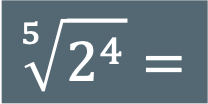 ⁵√2⁴ =